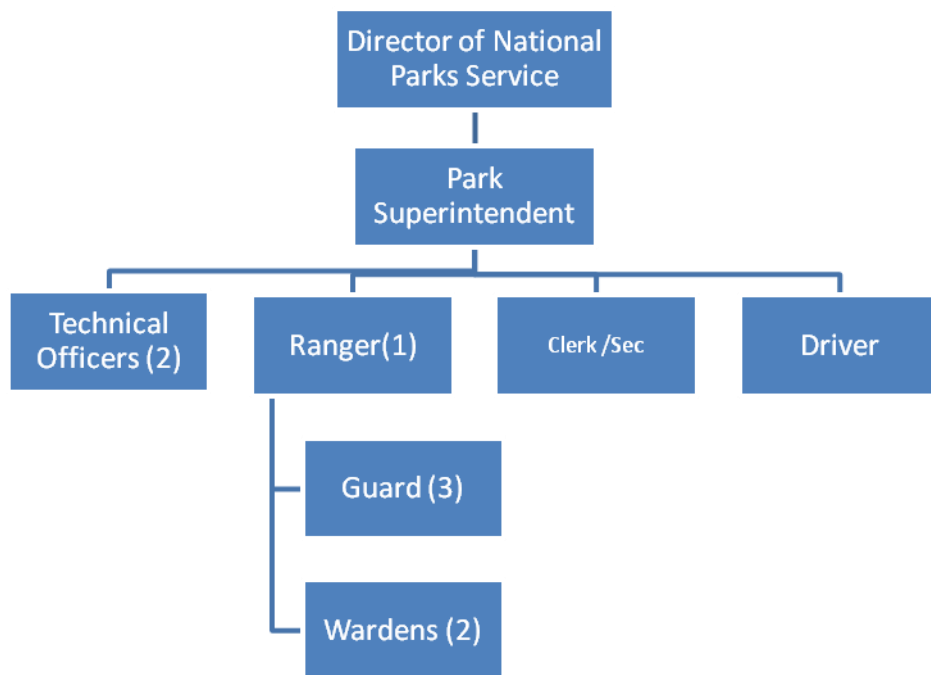 Director of National
Parks Service
Park
Superintendent
Technical
Officers (2)
Ranger(1)
Clerk /Sec
Driver
Guard (3)
Wardens (2)